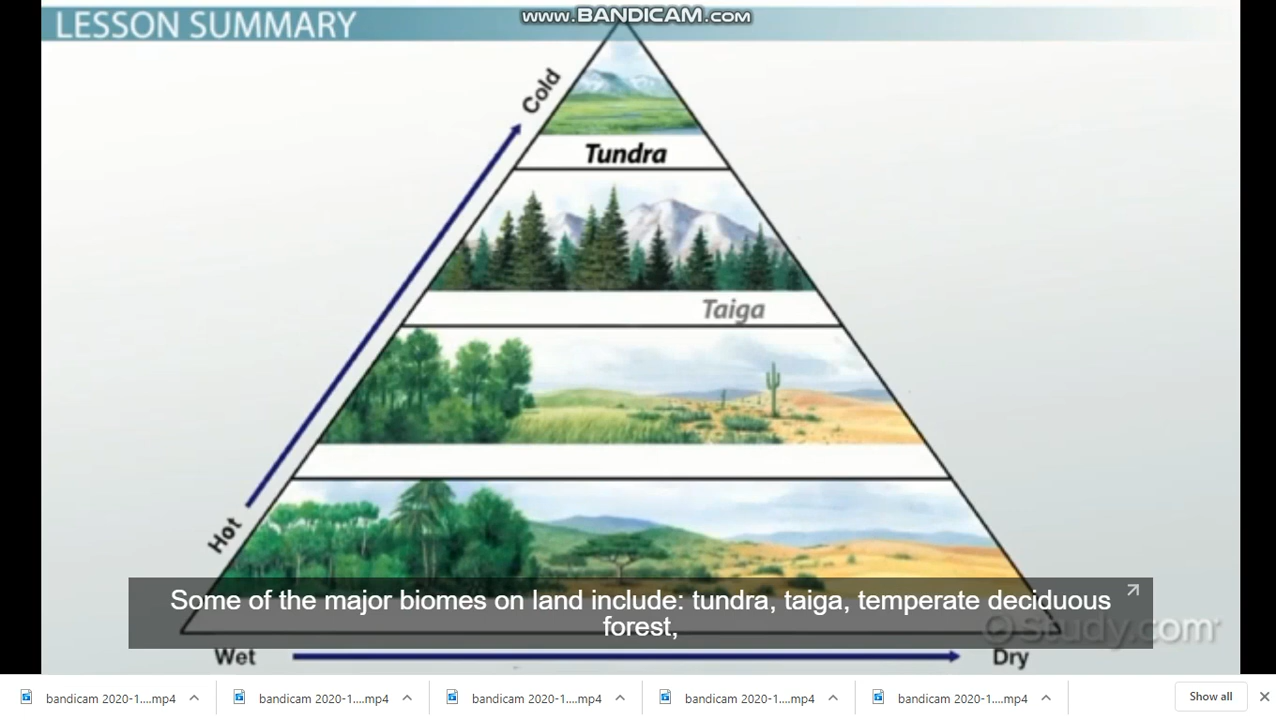 LESSON SUMMARY
www.BANDICAM.com
Cold
Tundra
Taiga
Hot
Some of the major biomes on land include: tundra, taiga, temperate deciduous
forest,
Study.com
Wet
Dry
bandicam 2020-1....mp4
bandicam 2020-1....mp4
bandicam 2020-1....mp4
bandicam 2020-1....mp4
bandicam 2020-1....mp4
Show all